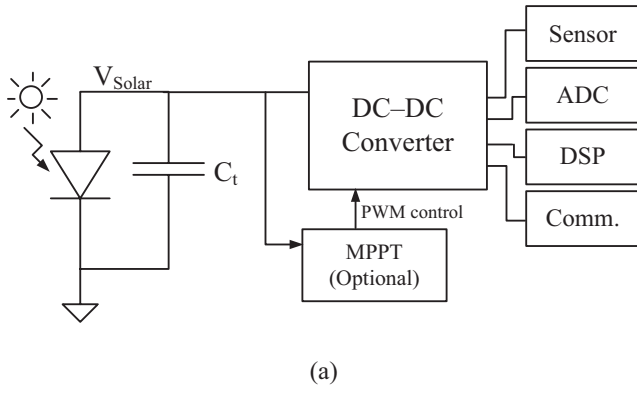 V_Solar
C_t
DC–DC
Converter
PWM control
MPPT
(Optional)
Sensor
ADC
DSP
Comm.
(a)